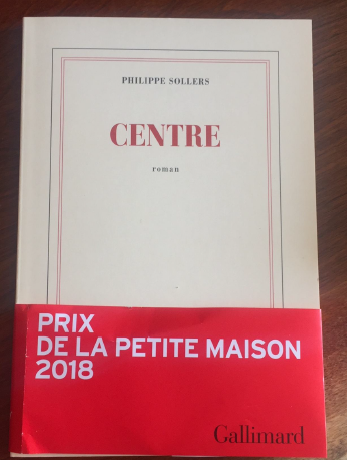 PHILIPPE SOLLERS
CENTRE
roman
PRIX
DE LA PETITE MAISON
2018
Gallimard